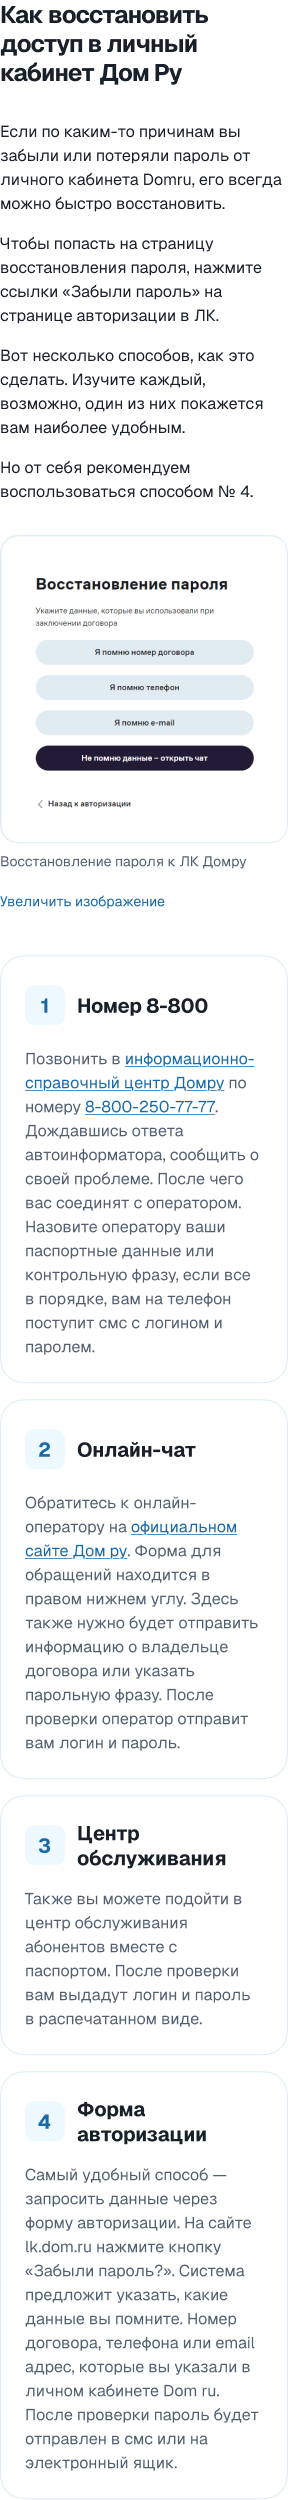 Как восстановить
доступ в личный
кабинет Дом Ру
Если по каким-то причинам вы
забыли или потеряли пароль от
личного кабинета Domru, его всегда
можно быстро восстановить.
Чтобы попасть на страницу
восстановления пароля, нажмите
ссылки «Забыли пароль» на
странице авторизации в ЛК.
Вот несколько способов, как это
сделать. Изучите каждый,
возможно, один из них покажется
вам наиболее удобным.
Но от себя рекомендуем
воспользоваться способом № 4.
Восстановление пароля
Укажите данные, которые вы использовали при
заключении договора
Я помню номер договора
Я помню телефон
Я помню e-mail
Не помню данные – открыть чат
Назад к авторизации
Восстановление пароля к ЛК Домру
Увеличить изображение
1 Номер 8-800
Позвонить в информационно-
справочный центр Домру по
номеру 8-800-250-77-77.
Дождавшись ответа
автоинформатора, сообщить о
своей проблеме. После чего
вас соединят с оператором.
Назовите оператору ваши
паспортные данные или
контрольную фразу, если все
в порядке, вам на телефон
поступит смс с логином и
паролем.
2 Онлайн-чат
Обратитесь к онлайн-
оператору на официальном
сайте Дом ру. Форма для
обращений находится в
правом нижнем углу. Здесь
также нужно будет отправить
информацию о владельце
договора или указать
парольную фразу. После
проверки оператор отправит
вам логин и пароль.
3 Центр
обслуживания
Также вы можете подойти в
центр обслуживания
абонентов вместе с
паспортом. После проверки
вам выдадут логин и пароль
в распечатанном виде.
4 Форма
авторизации
Самый удобный способ —
запросить данные через
форму авторизации. На сайте
lk.dom.ru нажмите кнопку
«Забыли пароль?». Система
предложит указать, какие
данные вы помните. Номер
договора, телефона или email
адрес, которые вы указали в
личном кабинете Dom ru.
После проверки пароль будет
отправлен в смс или на
электронный ящик.